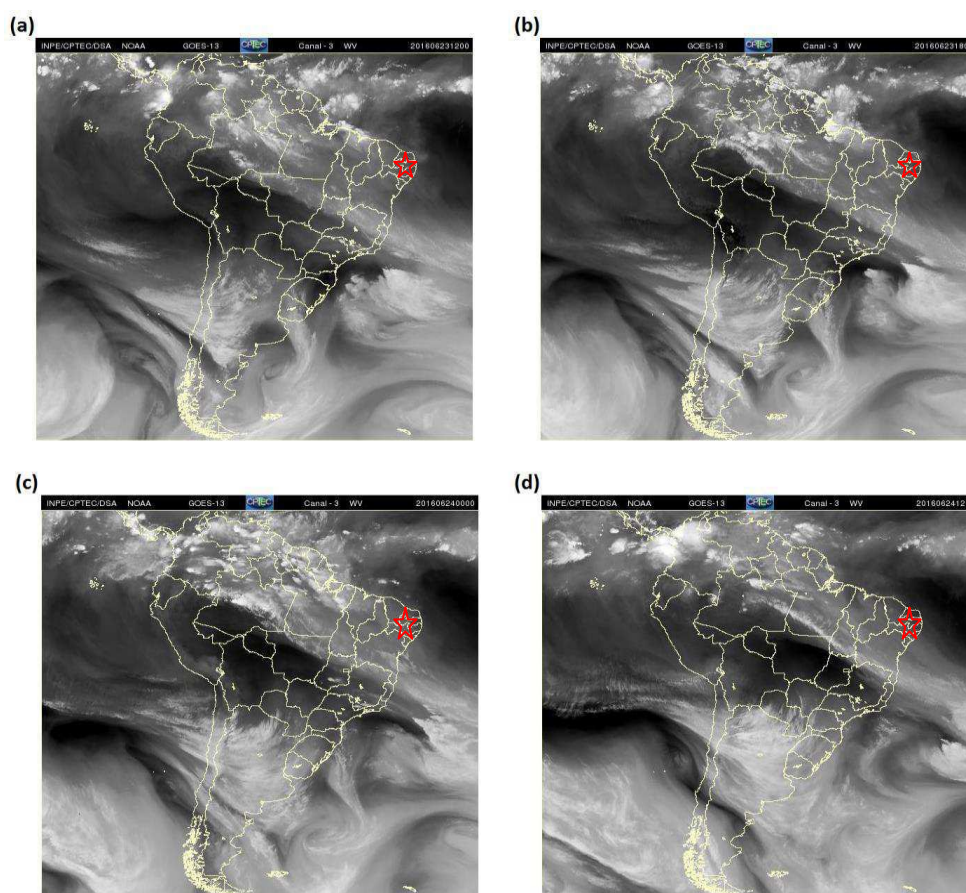 (a)
INPE/CPTEC/DSA NOAA GOES-13 CPTEC Canal - 3 WV 201606231200
(b)
INPE/CPTEC/DSA NOAA GOES-13 CPTEC Canal - 3 WV 20160623180
(c)
INPE/CPTEC/DSA NOAA GOES-13 CPTEC Canal - 3 WV 201606240000
(d)
INPE/CPTEC/DSA NOAA GOES-13 CPTEC Canal - 3 WV 2016062412